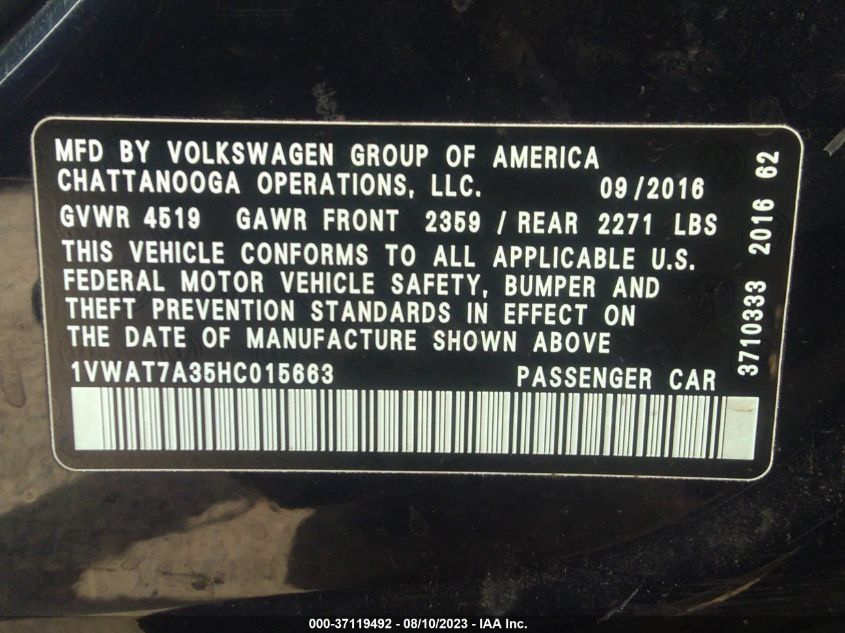 MFD BY VOLKSWAGEN GROUP OF AMERICA
CHATTANOOGA OPERATIONS, LLC. 09/2016
GVWR 4519 GAWR FRONT 2359 / REAR 2271 LBS
THIS VEHICLE CONFORMS TO ALL APPLICABLE U.S.
FEDERAL MOTOR VEHICLE SAFETY, BUMPER AND
THEFT PREVENTION STANDARDS IN EFFECT ON
THE DATE OF MANUFACTURE SHOWN ABOVE
1VWAT7A35HC015663 PASSENGER CAR
3710333 2016 62
000-37119492 - 08/10/2023 - IAA Inc.